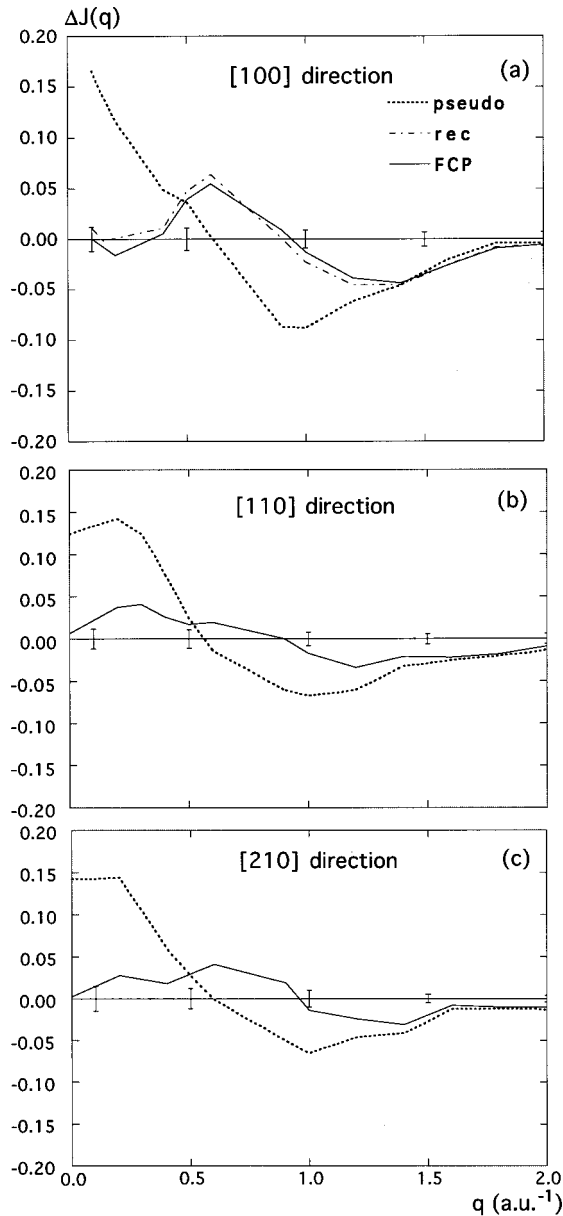 ΔJ(q)
0.20
0.15
0.10
0.05
0.00
-0.05
-0.10
-0.15
-0.20
[100] direction
(a)
pseudo
rec
FCP
0.20
0.15
0.10
0.05
0.00
-0.05
-0.10
-0.15
-0.20
[110] direction
(b)
0.20
0.15
0.10
0.05
0.00
-0.05
-0.10
-0.15
-0.20
[210] direction
(c)
0.0 0.5 1.0 1.5 2.0
q (a.u.⁻¹)